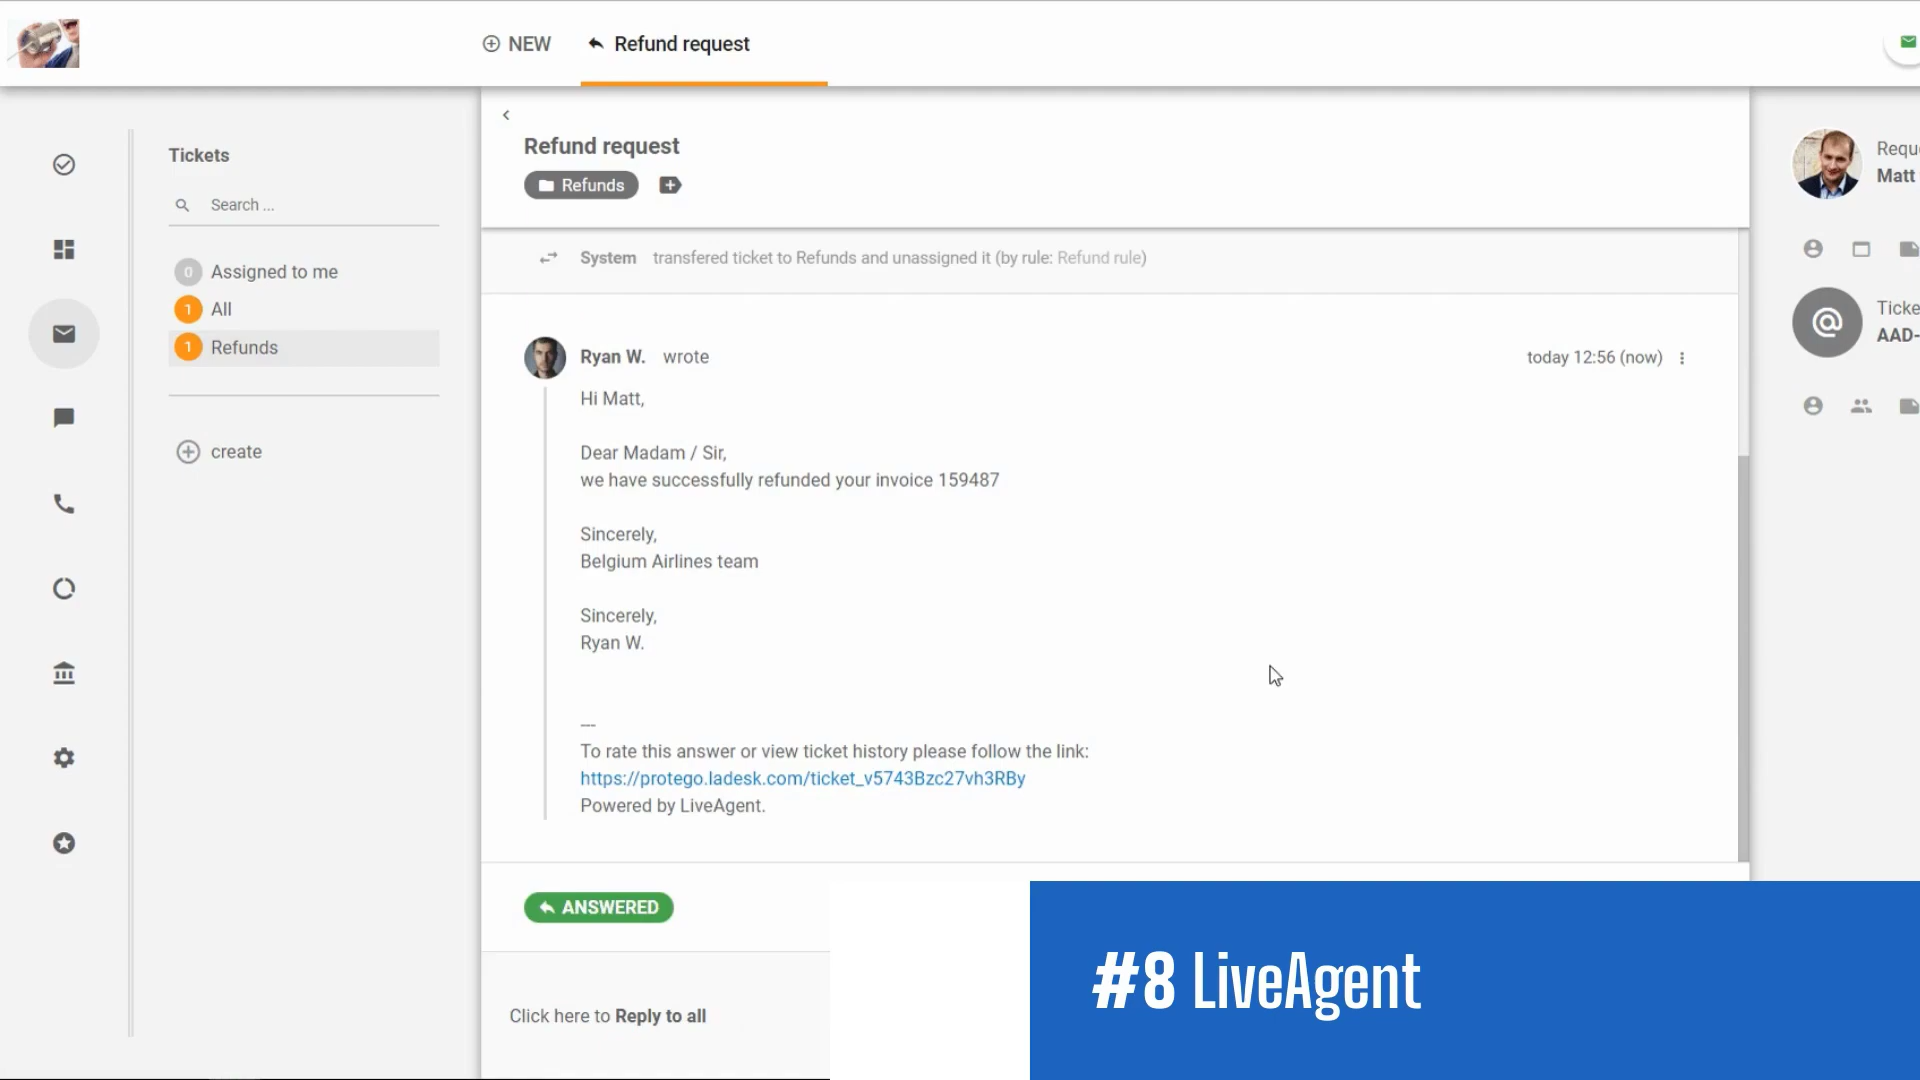 NEW
Refund request
Tickets
Search ...
0 Assigned to me
1 All
1 Refunds
create
Refund request
Refunds
System transfered ticket to Refunds and unassigned it (by rule: Refund rule)
Ryan W. wrote
today 12:56 (now)
Hi Matt,
Dear Madam / Sir,
we have successfully refunded your invoice 159487
Sincerely,
Belgium Airlines team
Sincerely,
Ryan W.
---
To rate this answer or view ticket history please follow the link:
https://protego.ladesk.com/ticket_v5743Bzc27vh3RBy
Powered by LiveAgent.
ANSWERED
Click here to Reply to all
Requ
Matt
Ticke
AAD-
#8 LiveAgent